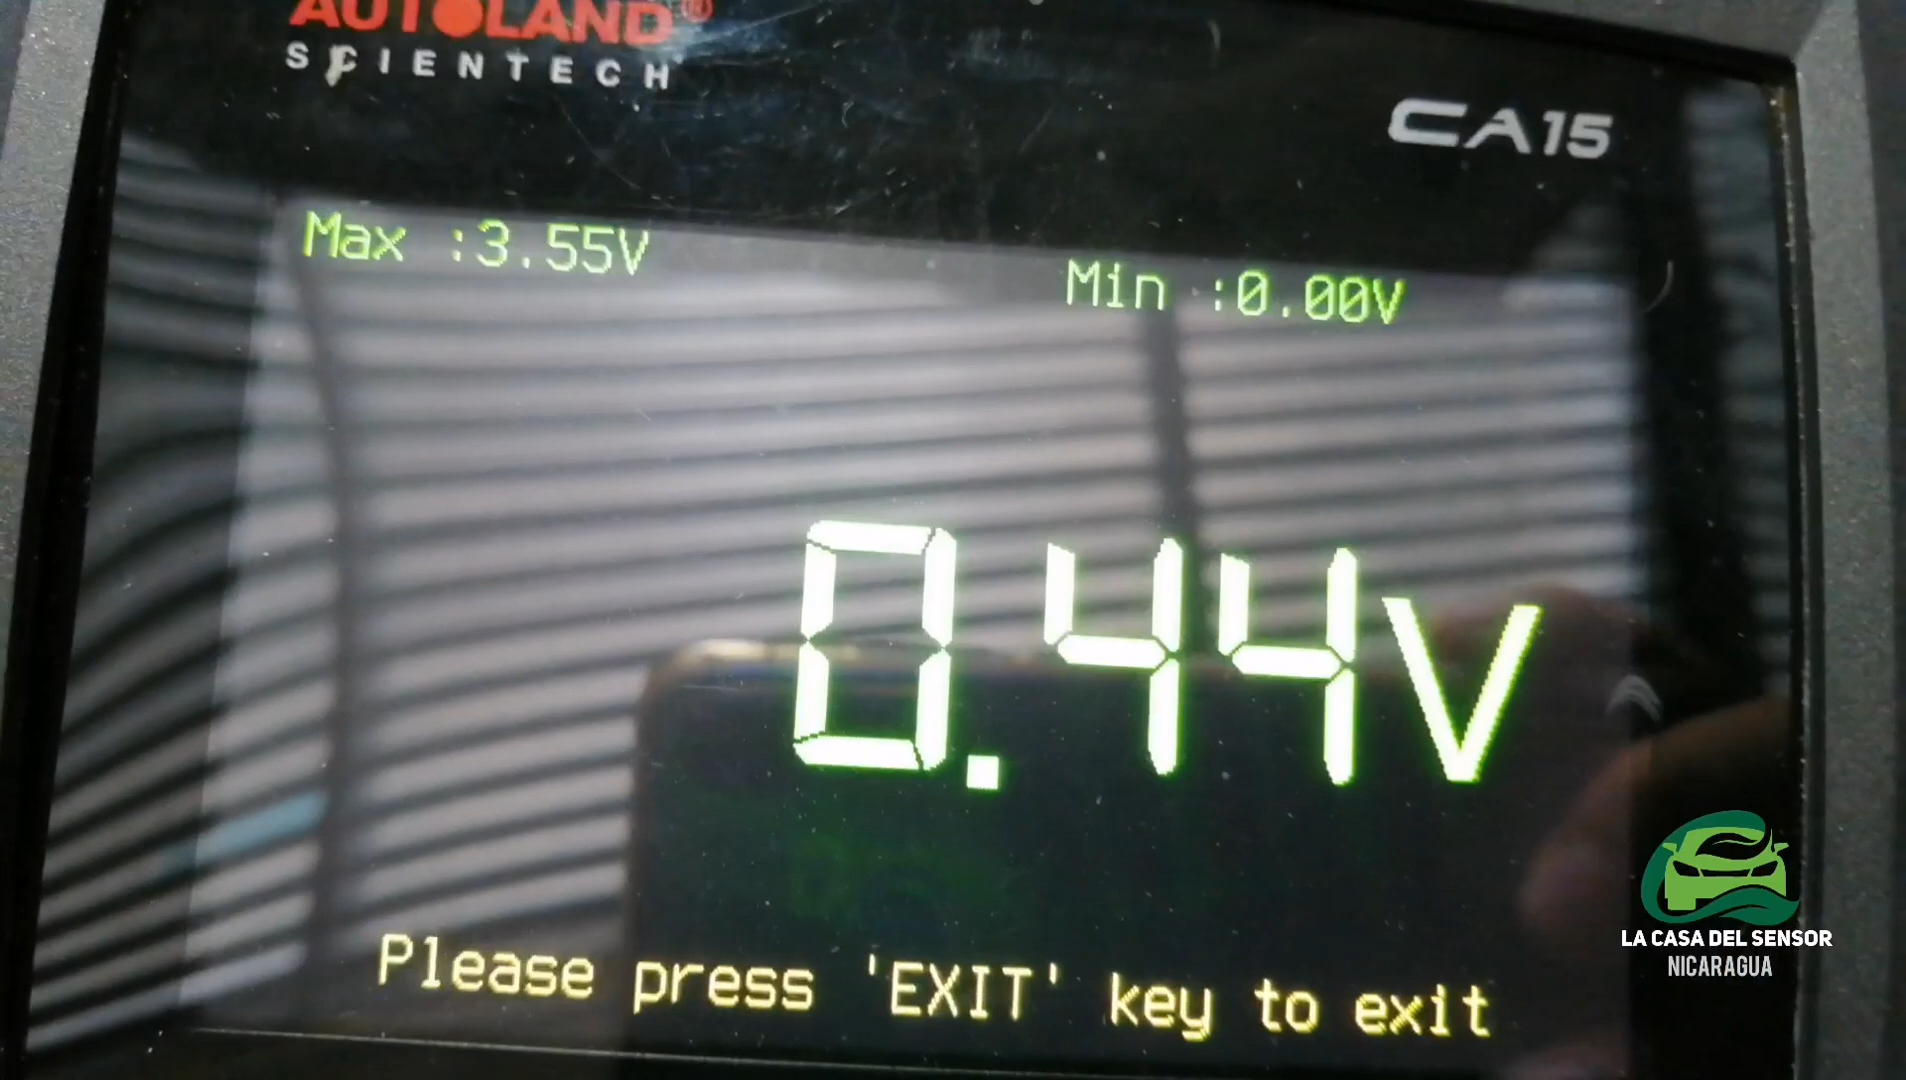 AUTOLAND®
SCIENTECH
CA15
Max :3.55V
Min :0.00V
0.44V
Please press 'EXIT' key to exit
LA CASA DEL SENSOR
NICARAGUA